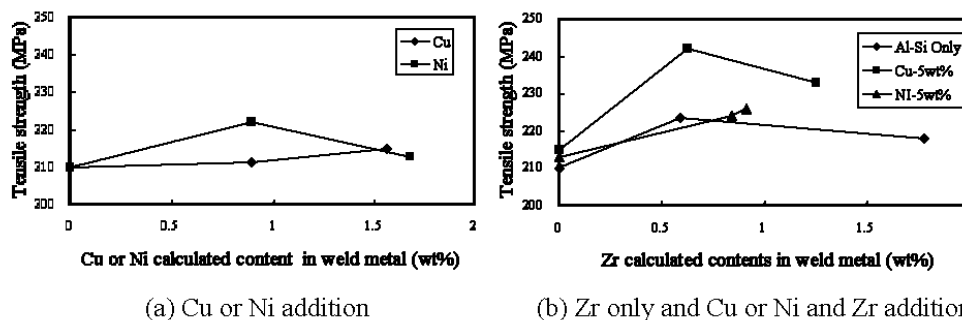 250
240
230
220
210
200
Tensile strength (MPa)
Cu
Ni
0
0.5
1
1.5
2
Cu or Ni calculated content in weld metal (wt%)
(a) Cu or Ni addition
250
240
230
220
210
200
Tensile strength (MPa)
Al-Si Only
Cu-5wt%
NI-5wt%
0
0.5
1
1.5
2
Zr calculated contents in weld metal (wt%)
(b) Zr only and Cu or Ni and Zr addition